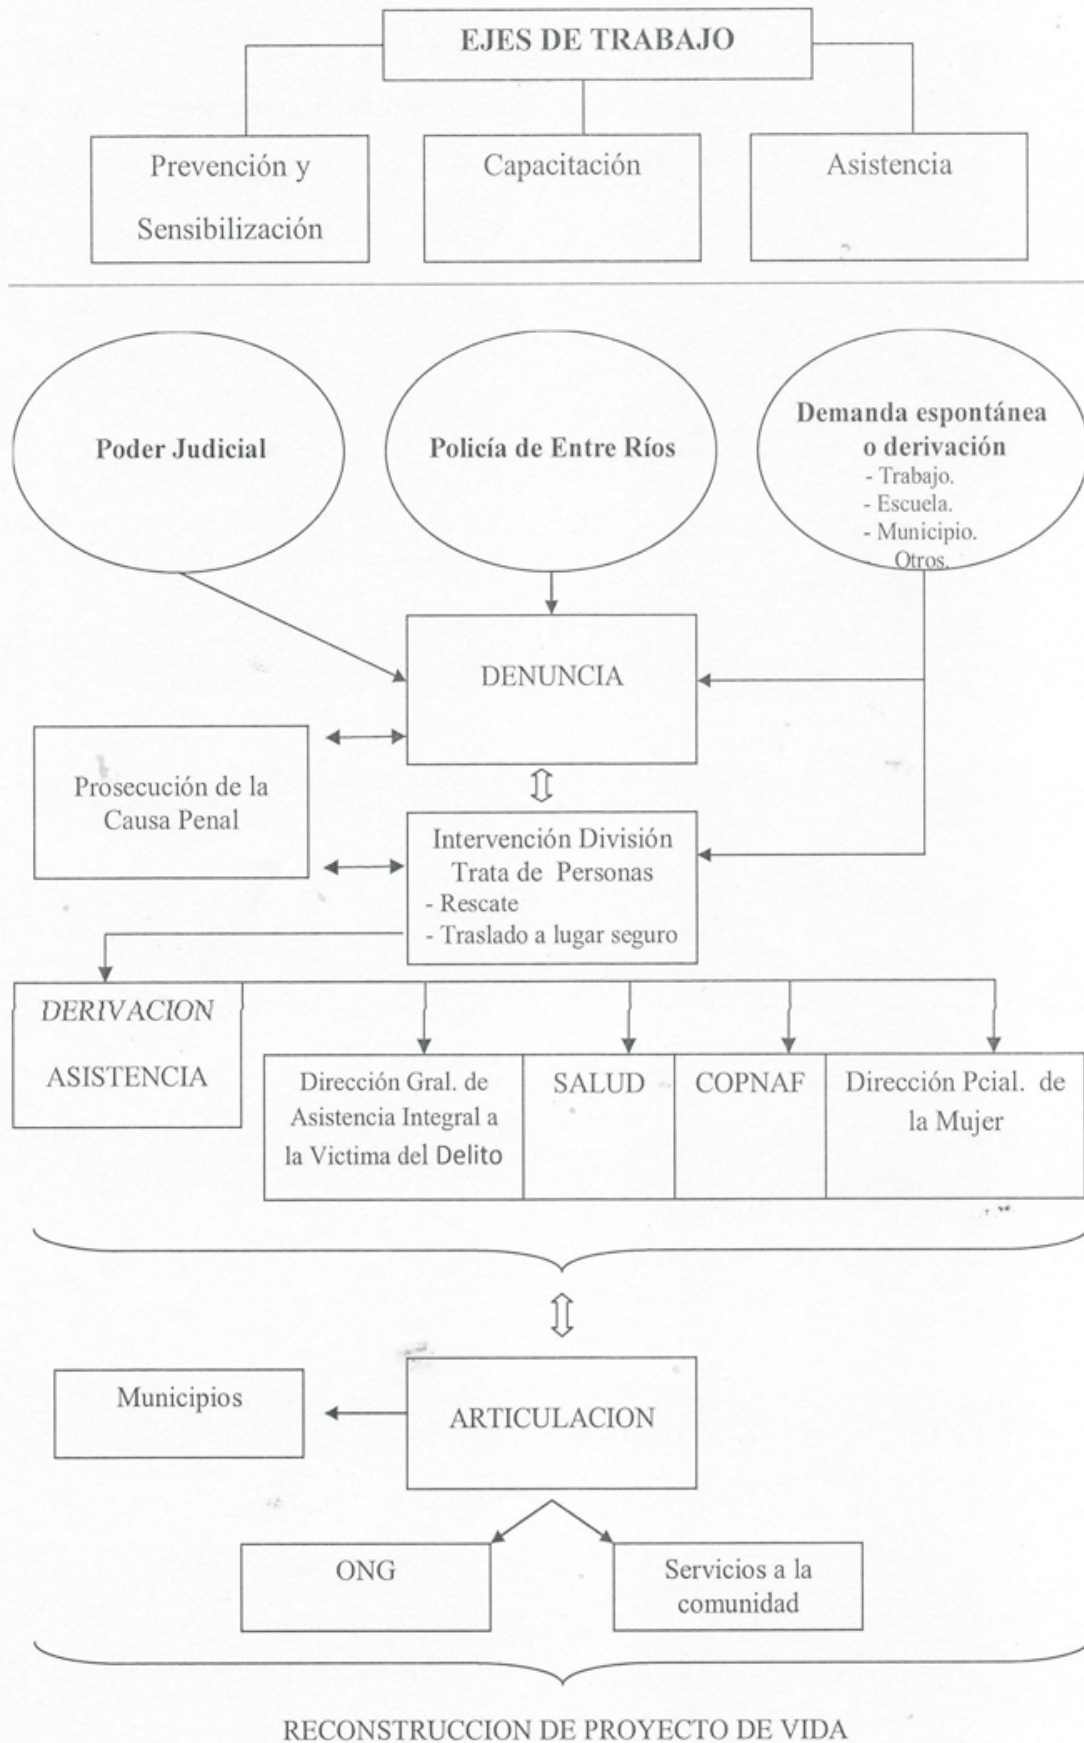 EJES DE TRABAJO
Prevención y
Sensibilización
Capacitación
Asistencia
Poder Judicial
Policía de Entre Ríos
Demanda espontánea
o derivación
- Trabajo.
- Escuela.
- Municipio.
- Otros.
DENUNCIA
Prosecución de la
Causa Penal
Intervención División
Trata de Personas
- Rescate
- Traslado a lugar seguro
DERIVACION
ASISTENCIA
Dirección Gral. de
Asistencia Integral a
la Victima del Delito
SALUD
COPNAF
Dirección Pcial. de
la Mujer
Municipios
ARTICULACION
ONG
Servicios a la
comunidad
RECONSTRUCCION DE PROYECTO DE VIDA